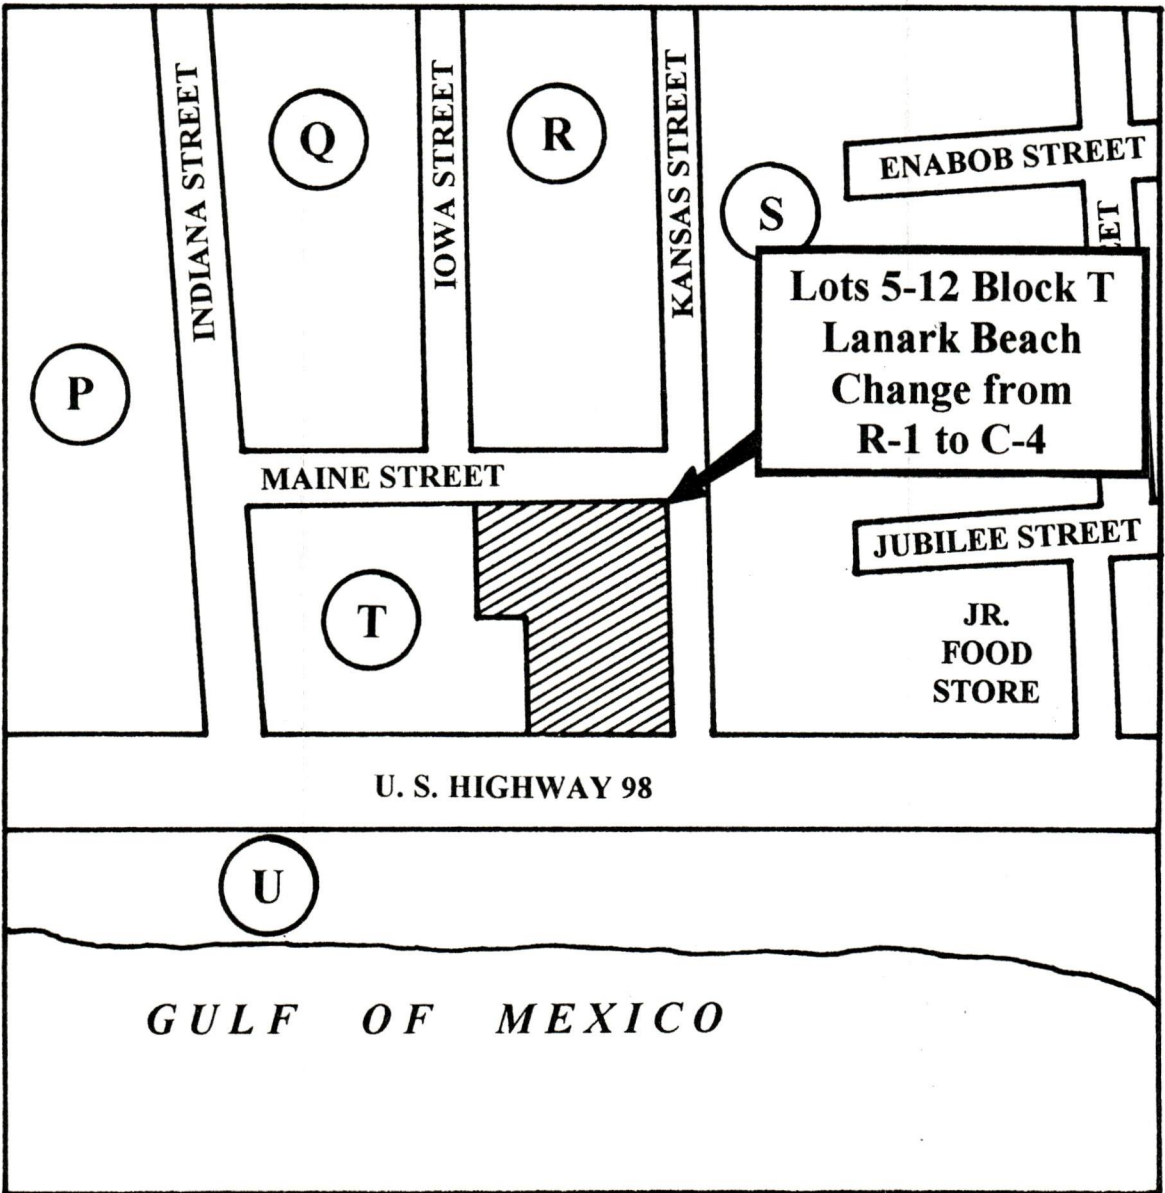 INDIANA STREET
Q
IOWA STREET
R
KANSAS STREET
ENABOB STREET
S
Lots 5-12 Block T
Lanark Beach
Change from
R-1 to C-4
P
MAINE STREET
JUBILEE STREET
T
JR.
FOOD
STORE
U. S. HIGHWAY 98
U
GULF OF MEXICO